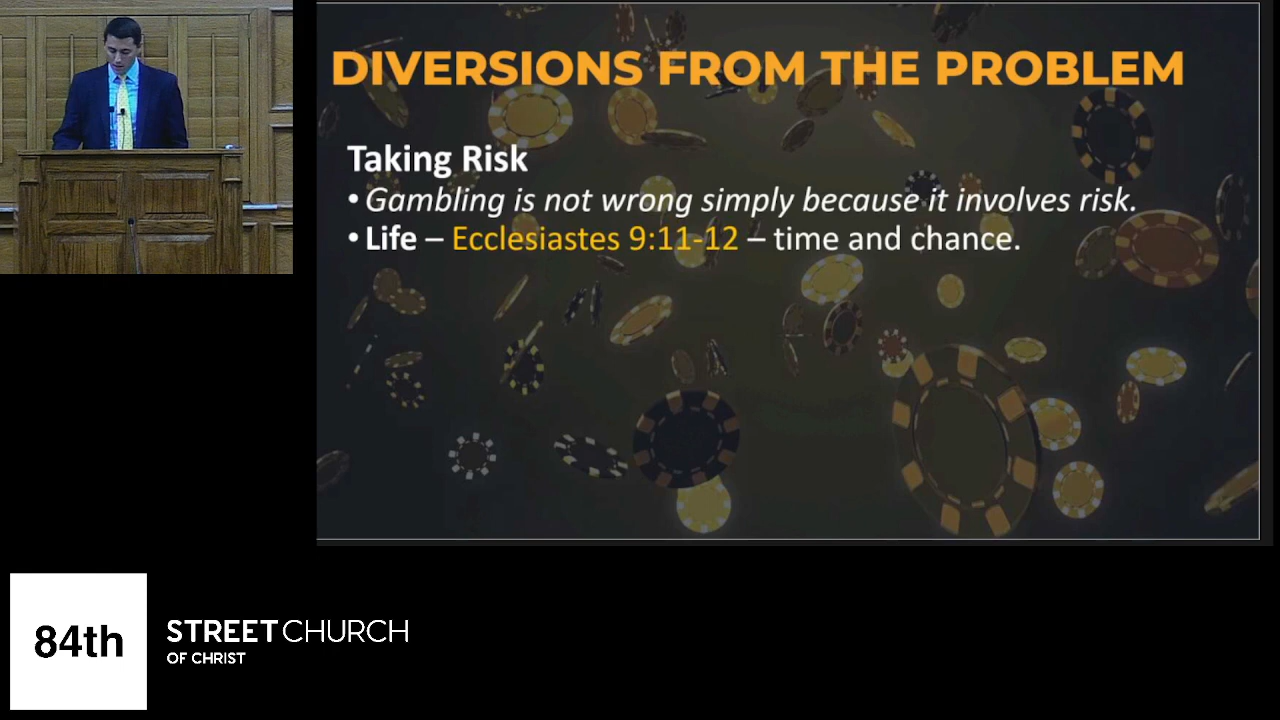 DIVERSIONS FROM THE PROBLEM
Taking Risk
• Gambling is not wrong simply because it involves risk.
• Life – Ecclesiastes 9:11-12 – time and chance.
84th
STREET CHURCH
OF CHRIST